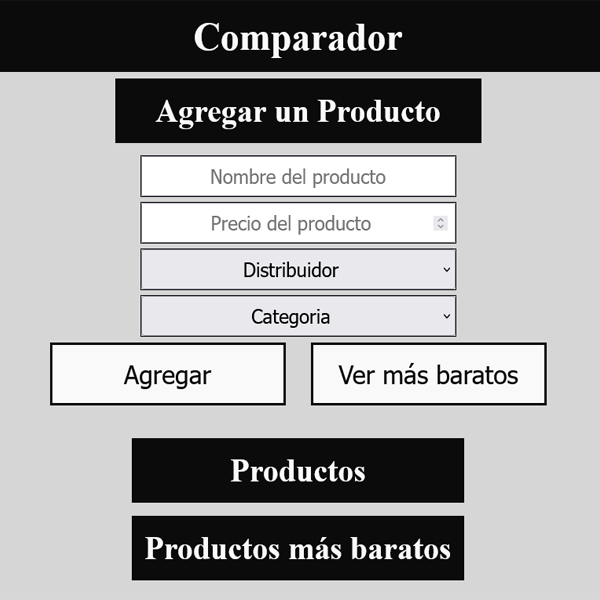 Comparador
Agregar un Producto
Nombre del producto
Precio del producto
Distribuidor
Categoria
Agregar
Ver más baratos
Productos
Productos más baratos